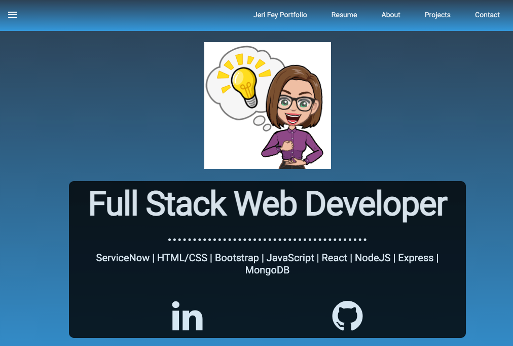 Jeri Fey Portfolio Resume About Projects Contact
Full Stack Web Developer
ServiceNow | HTML/CSS | Bootstrap | JavaScript | React | NodeJS | Express |
MongoDB
in